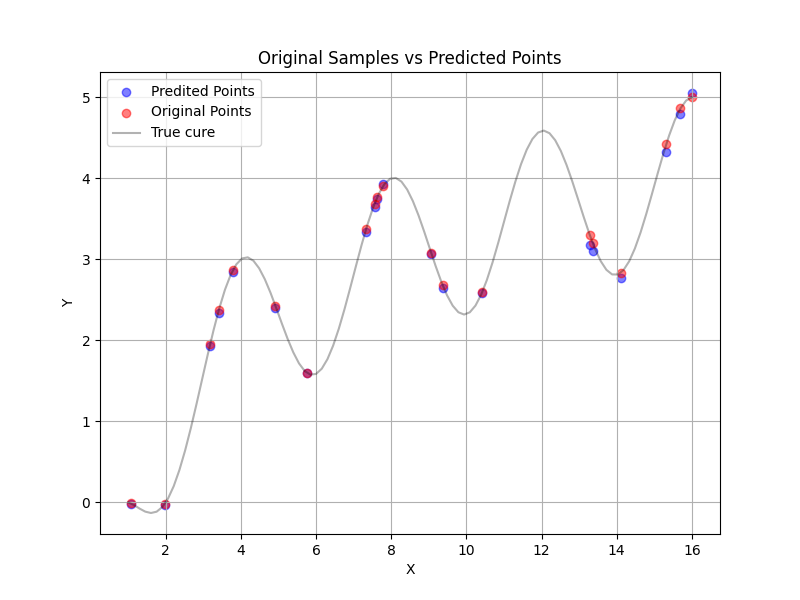 Original Samples vs Predicted Points
Predited Points
Original Points
True cure
5
4
3
2
1
0
Y
2 4 6 8 10 12 14 16
X